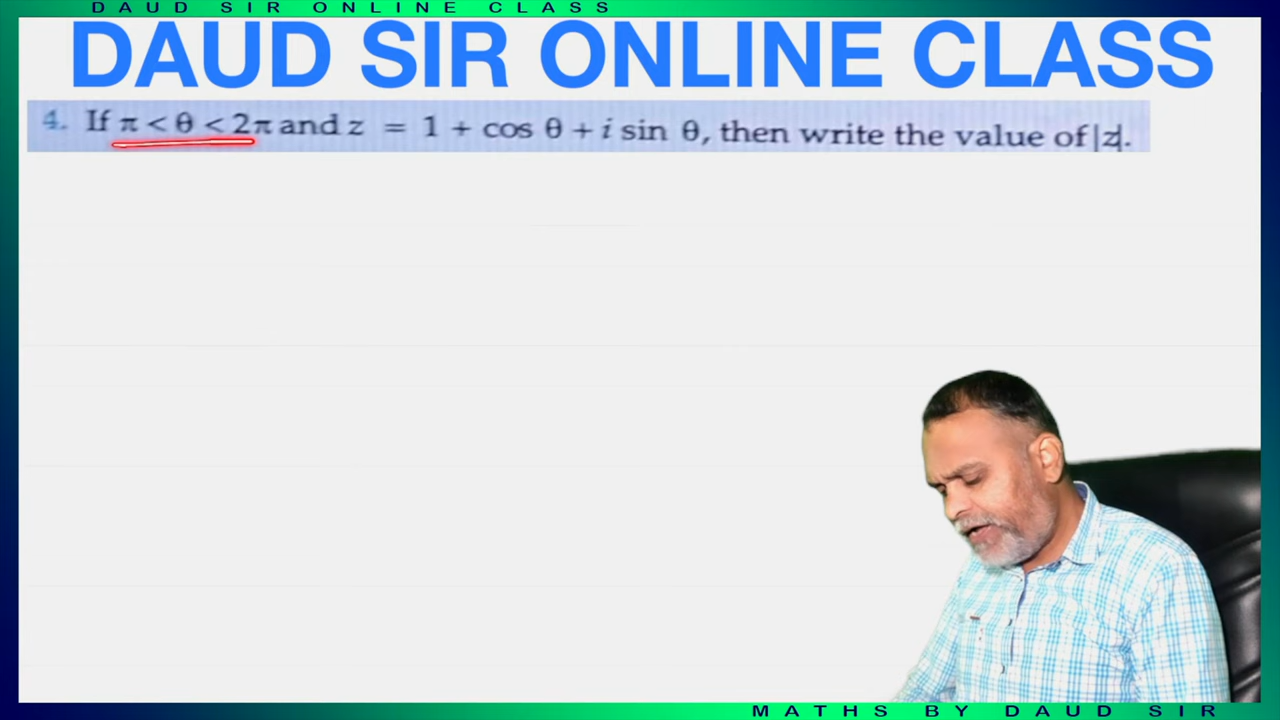 DAUD SIR ONLINE CLASS
DAUD SIR ONLINE CLASS
4. If π < θ < 2π and z = 1 + cos θ + i sin θ, then write the value of |z|.
MATHS BY DAUD SIR